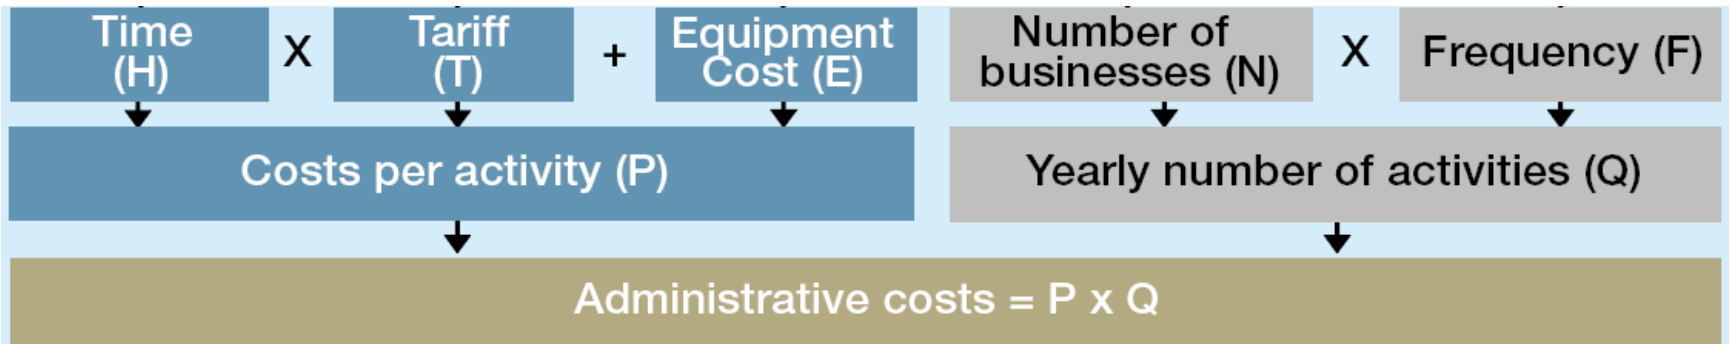 Time
(H)
X
Tariff
(T)
+
Equipment
Cost (E)
Number of
businesses (N)
X
Frequency (F)
Costs per activity (P)
Yearly number of activities (Q)
Administrative costs = P x Q